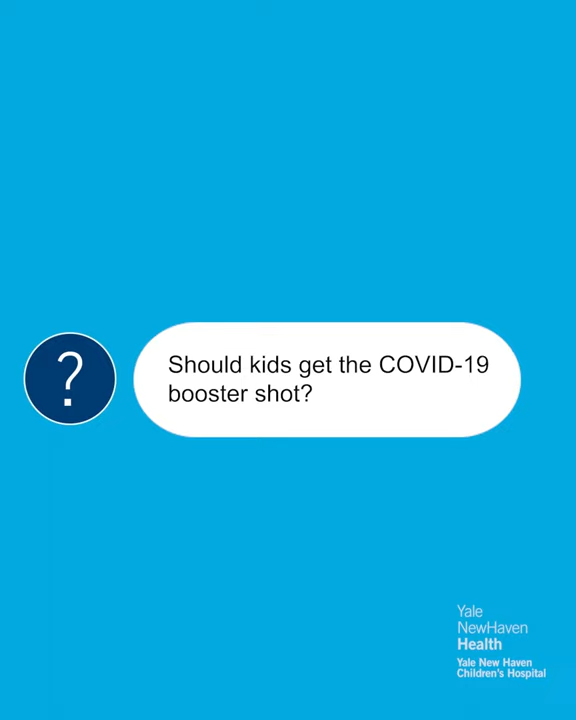 ?
Should kids get the COVID-19
booster shot?
Yale
NewHaven
Health
Yale New Haven
Children's Hospital